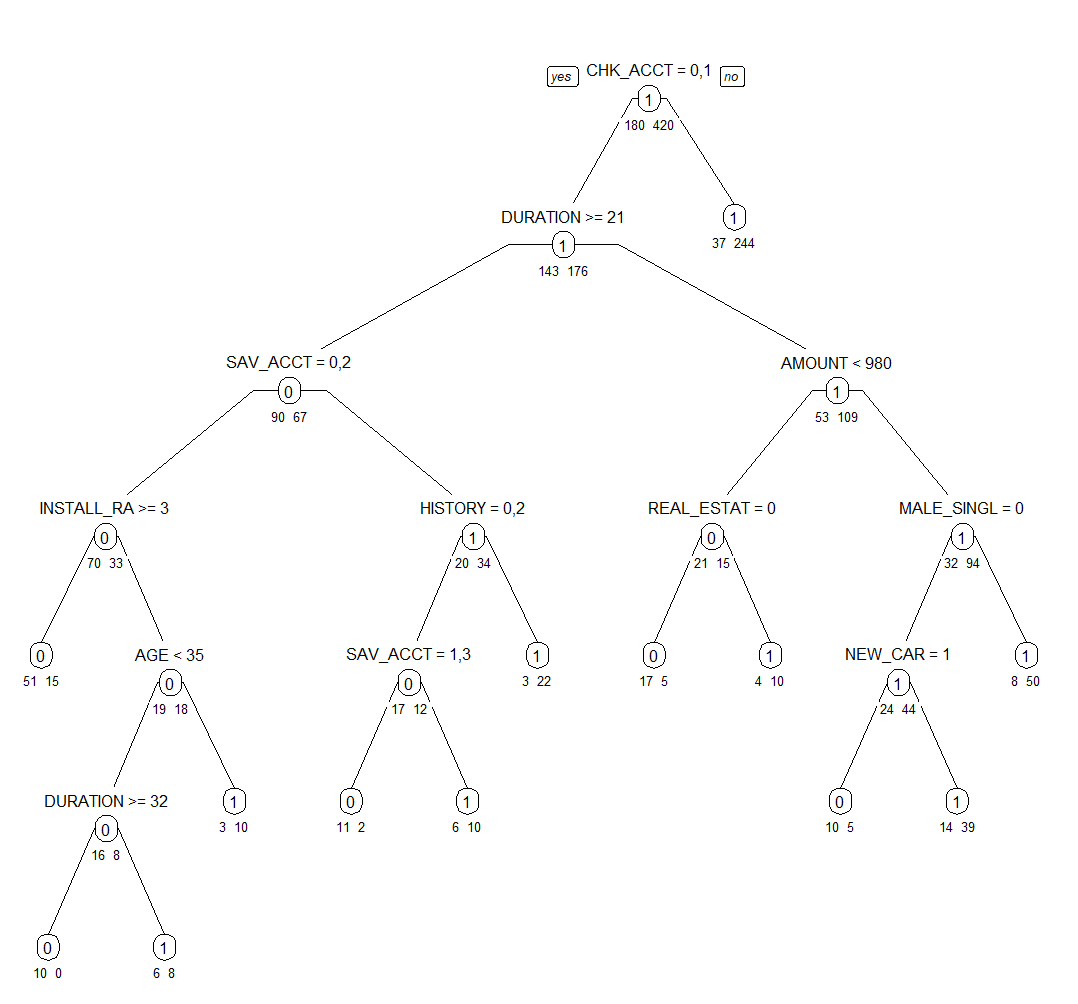 yes CHK_ACCT = 0,1 no
1
180 420
DURATION >= 21 1
1 37 244
143 176
SAV_ACCT = 0,2 AMOUNT < 980
0 1
90 67 53 109
INSTALL_RA >= 3 HISTORY = 0,2 REAL_ESTAT = 0 MALE_SINGL = 0
0 1 0 1
70 33 20 34 21 15 32 94
0 AGE < 35 SAV_ACCT = 1,3 1 0 1 NEW_CAR = 1 1
51 15 0 0 3 22 17 5 4 10 1 8 50
19 18 17 12 24 44
DURATION >= 32 1 0 1 0 1
0 3 10 11 2 6 10 10 5 14 39
16 8
0 1
10 0 6 8